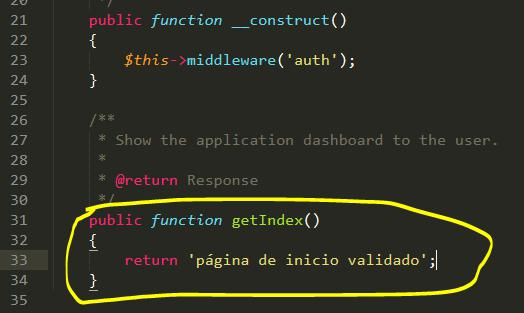 20 */
21 public function __construct()
22 {
23 $this->middleware('auth');
24 }
25
26 /**
27 * Show the application dashboard to the user.
28 *
29 * @return Response
30 */
31 public function getIndex()
32 {
33 return 'página de inicio validado';
34 }
35